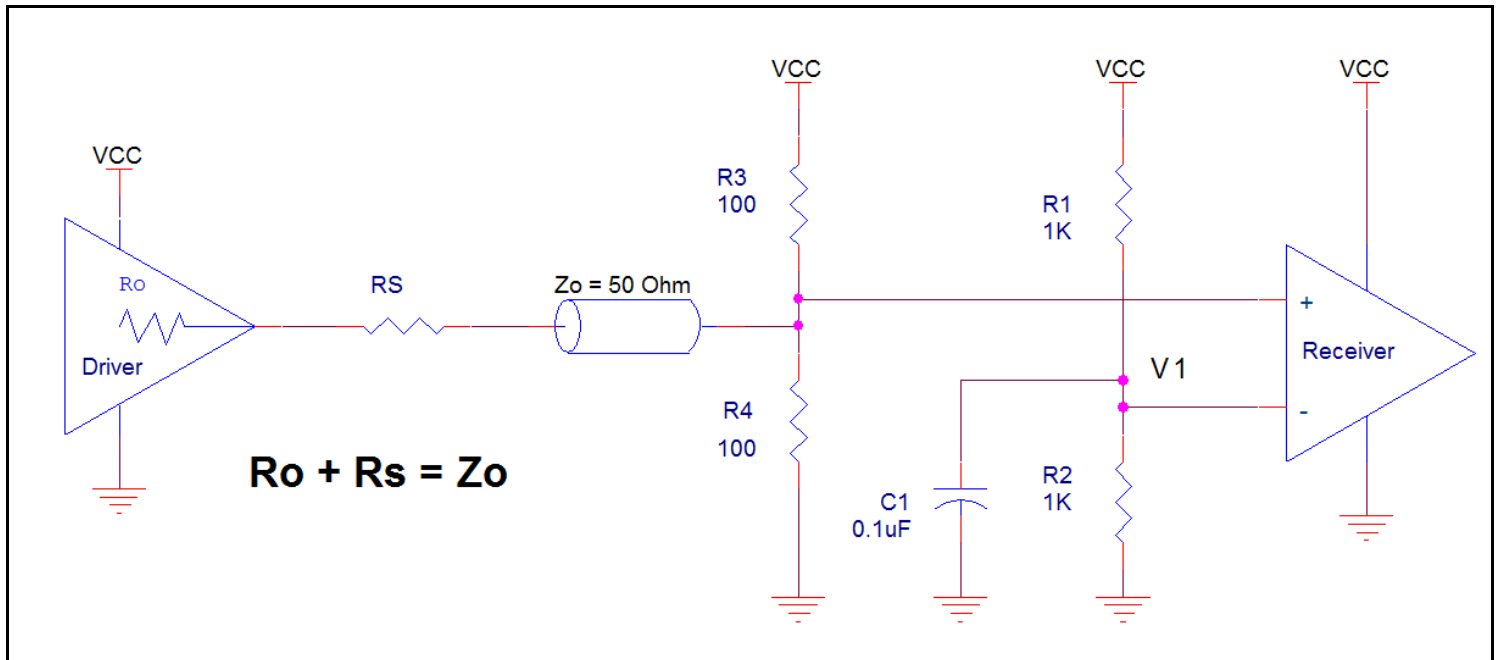 VCC
VCC
VCC
VCC
R3
100
R1
1K
Ro
RS
Zo = 50 Ohm
+
Driver
Receiver
V1
-
R4
100
Ro + Rs = Zo
R2
1K
C1
0.1uF